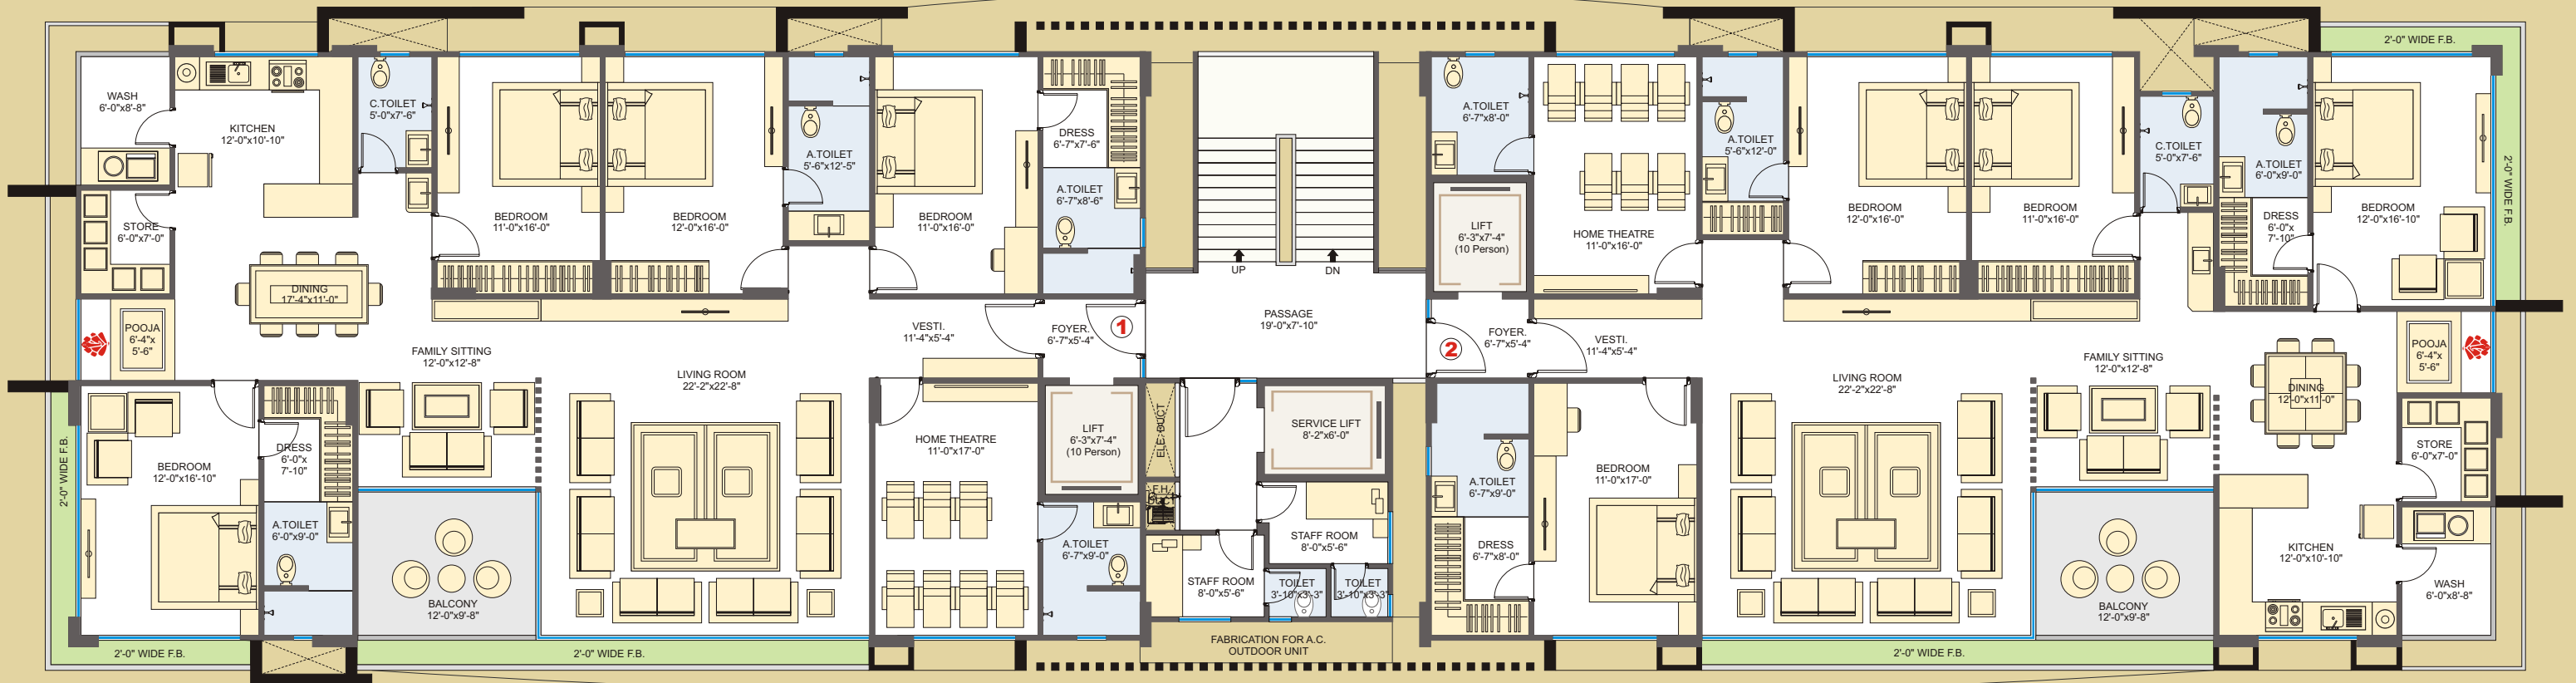 WASH
6'-0"x8'-8"
KITCHEN
12'-0"x10'-10"
C.TOILET
5'-0"x7'-6"
STORE
6'-0"x7'-0"
BEDROOM
11'-0"x16'-0"
BEDROOM
12'-0"x16'-0"
A.TOILET
5'-6"x12'-5"
BEDROOM
11'-0"x16'-0"
DRESS
6'-7"x7'-6"
A.TOILET
6'-7"x8'-6"
DINING
17'-4"x11'-0"
POOJA
6'-4"x
5'-6"
FAMILY SITTING
12'-0"x12'-8"
LIVING ROOM
22'-2"x22'-8"
VESTI.
11'-4"x5'-4"
FOYER.
6'-7"x5'-4"
1
BEDROOM
12'-0"x16'-10"
DRESS
6'-0"x
7'-10"
A.TOILET
6'-0"x9'-0"
BALCONY
12'-0"x9'-8"
HOME THEATRE
11'-0"x17'-0"
LIFT
6'-3"x7'-4"
(10 Person)
A.TOILET
6'-7"x9'-0"
2'-0" WIDE F.B.
2'-0" WIDE F.B.
2'-0" WIDE F.B.
UP
DN
PASSAGE
19'-0"x7'-10"
ELE. DUCT
F.H.
DUCT
SERVICE LIFT
8'-2"x6'-0"
STAFF ROOM
8'-0"x5'-6"
STAFF ROOM
8'-0"x5'-6"
TOILET
3'-10"x3'-3"
TOILET
3'-10"x3'-3"
FABRICATION FOR A.C.
OUTDOOR UNIT
A.TOILET
6'-7"x8'-0"
LIFT
6'-3"x7'-4"
(10 Person)
HOME THEATRE
11'-0"x16'-0"
A.TOILET
5'-6"x12'-0"
BEDROOM
12'-0"x16'-0"
BEDROOM
11'-0"x16'-0"
C.TOILET
5'-0"x7'-6"
A.TOILET
6'-0"x9'-0"
DRESS
6'-0"x
7'-10"
BEDROOM
12'-0"x16'-10"
2'-0" WIDE F.B.
2'-0" WIDE F.B.
2
FOYER.
6'-7"x5'-4"
VESTI.
11'-4"x5'-4"
LIVING ROOM
22'-2"x22'-8"
FAMILY SITTING
12'-0"x12'-8"
DINING
12'-0"x11'-0"
POOJA
6'-4"x
5'-6"
STORE
6'-0"x7'-0"
A.TOILET
6'-7"x9'-0"
DRESS
6'-7"x8'-0"
BEDROOM
11'-0"x17'-0"
BALCONY
12'-0"x9'-8"
KITCHEN
12'-0"x10'-10"
WASH
6'-0"x8'-8"
2'-0" WIDE F.B.